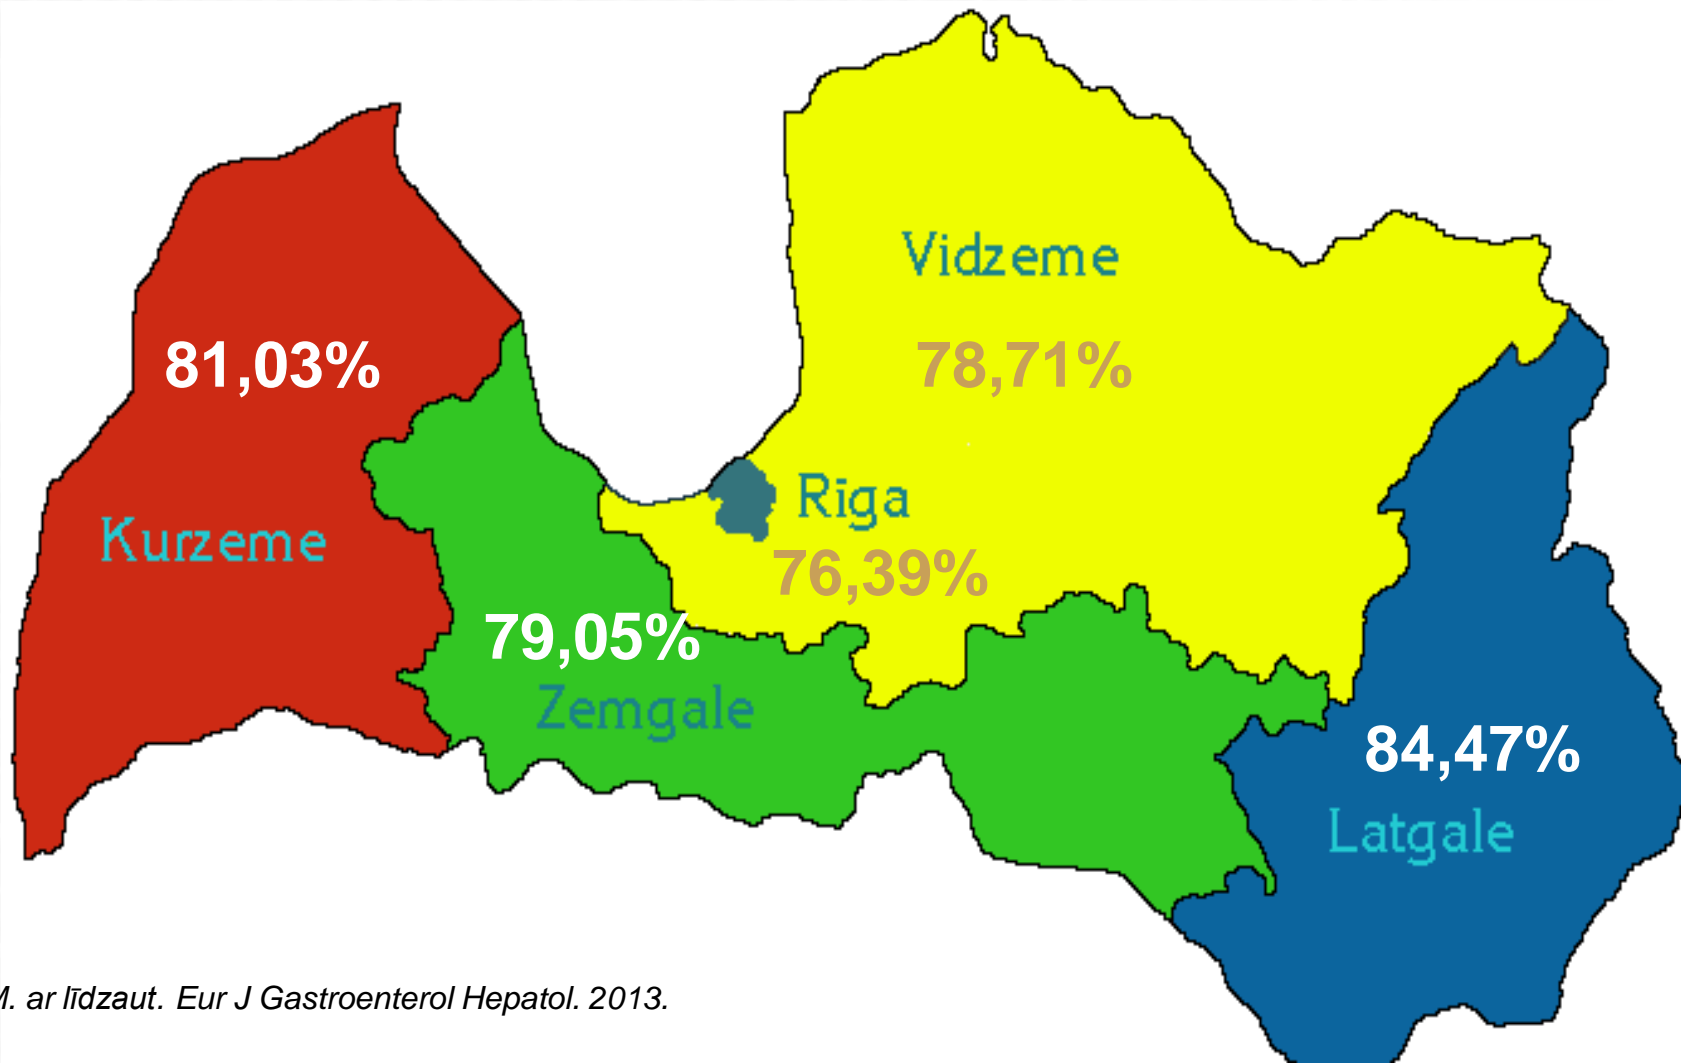 Vidzeme
81,03%
78,71%
Rīga
Kurzeme
76,39%
79,05%
Zemgale
84,47%
Latgale
M. ar līdzaut. Eur J Gastroenterol Hepatol. 2013.